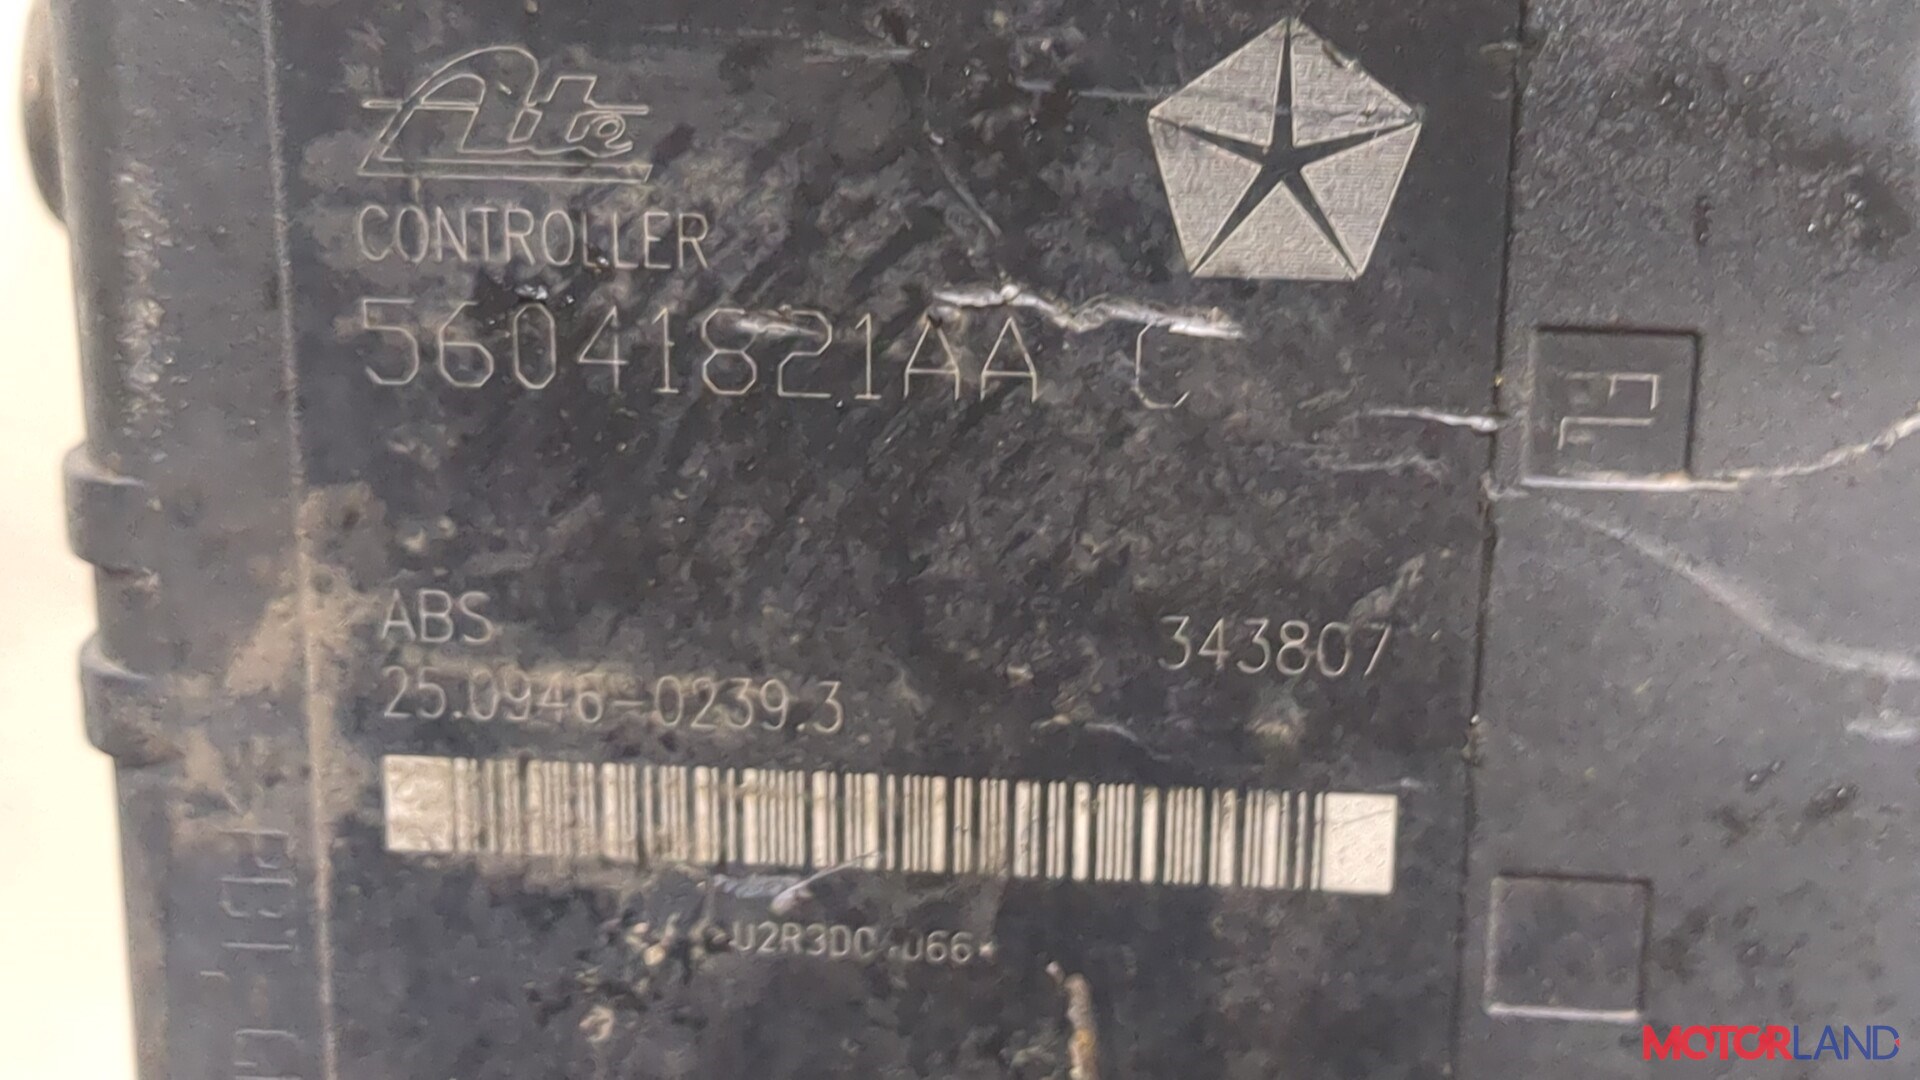 Ate
CONTROLLER
56041821AA C
ABS
343807
25.0946-0239.3
MOTORLAND